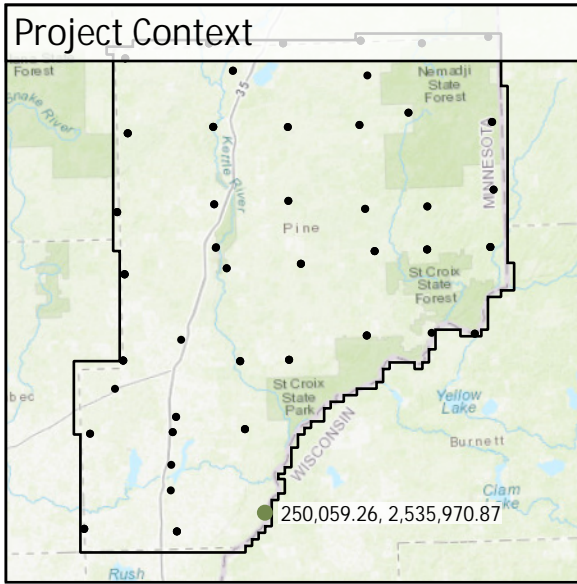 Project Context
Forest
Snake River
35
Nemadji
State
Forest
Kettle River
MINNESOTA
Pine
St Croix
State
Forest
St Croix
State
Park
bec
WISCONSIN
Yellow
Lake
Burnett
Clam
Lake
250,059.26, 2,535,970.87
Rush